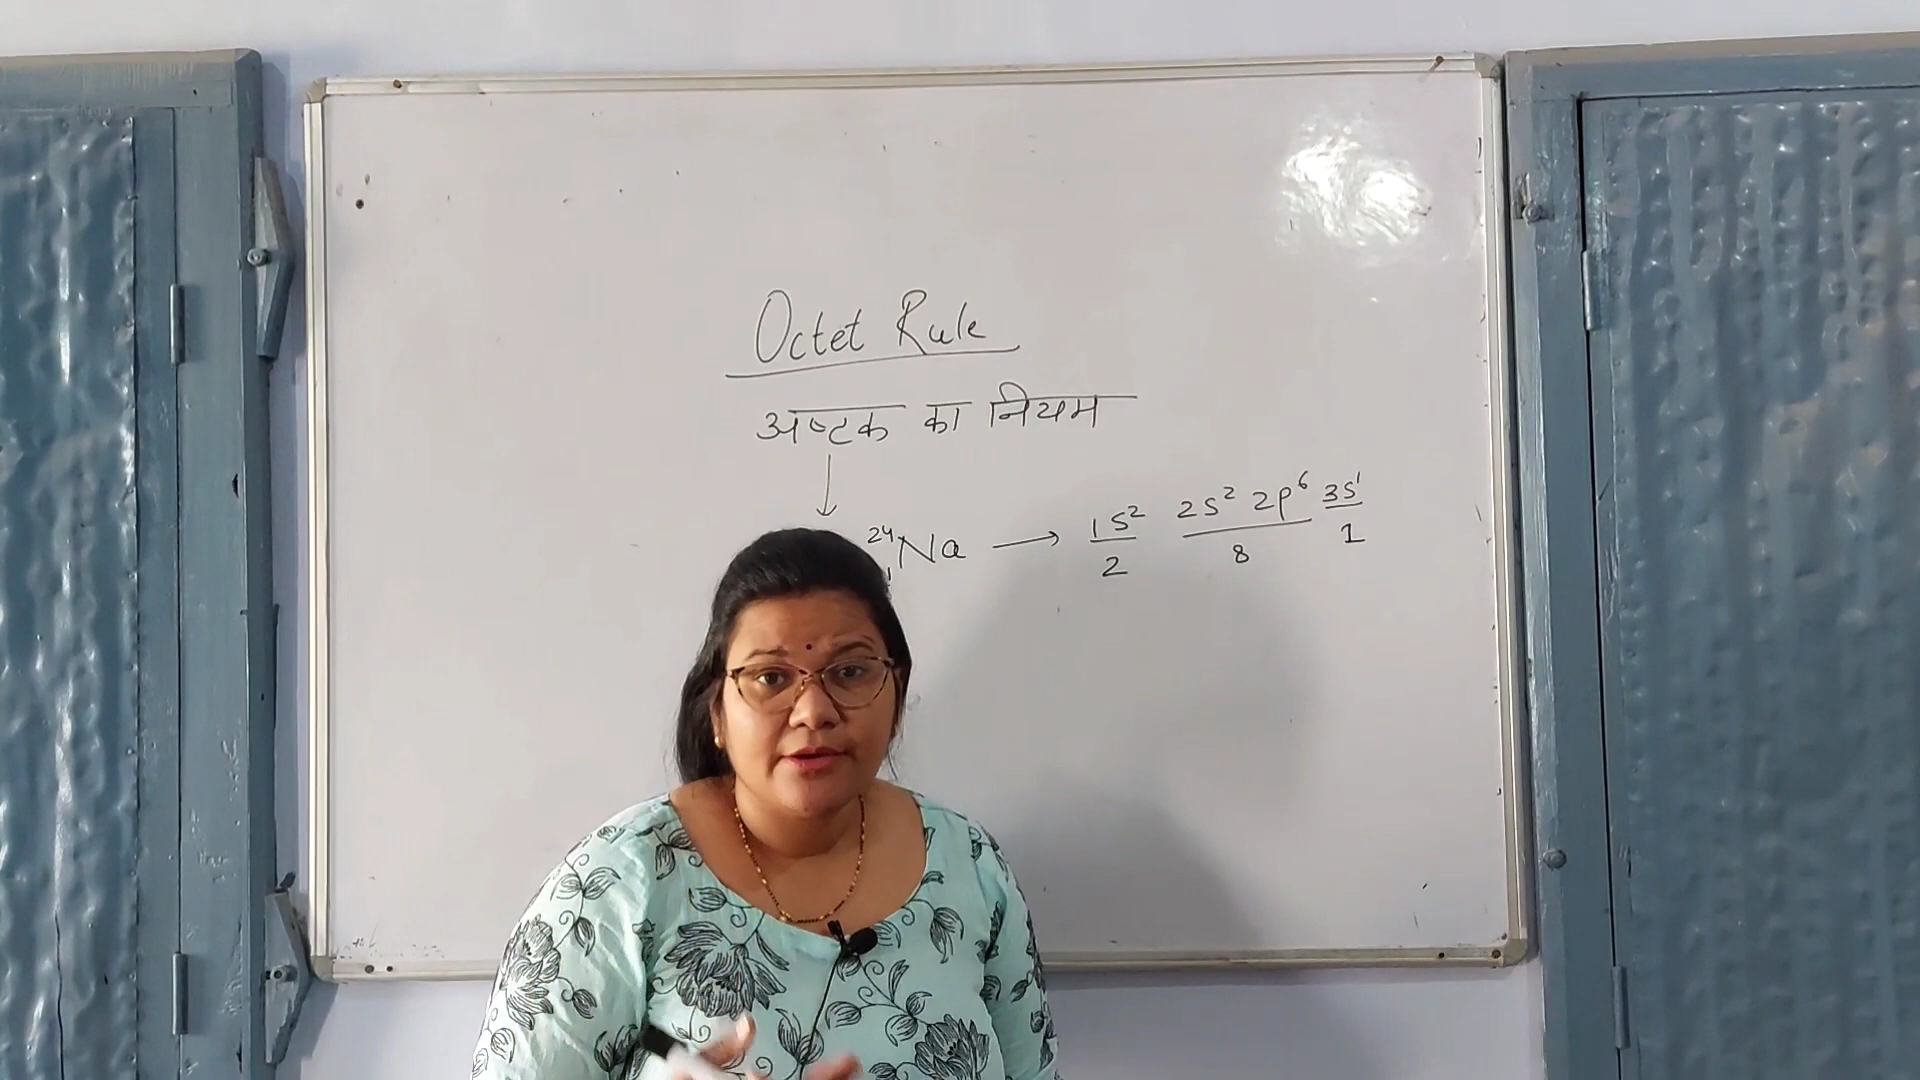 Octet Rule
अष्टक का नियम
²⁴Na → 1s² 2s² 2p⁶ 3s¹
2 8 1